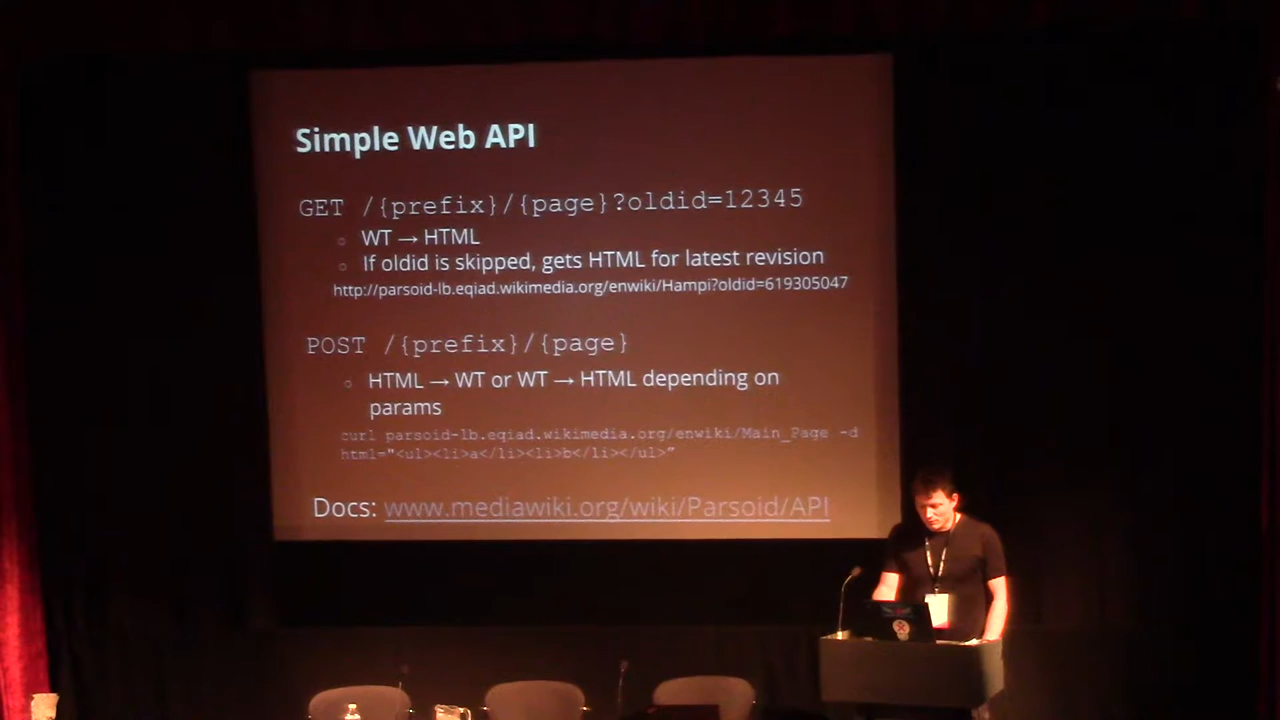 Simple Web API
GET /{prefix}/{page}?oldid=12345
○ WT → HTML
○ If oldid is skipped, gets HTML for latest revision
http://parsoid-lb.eqiad.wikimedia.org/enwiki/Hampi?oldid=619305047
POST /{prefix}/{page}
○ HTML → WT or WT → HTML depending on
params
curl parsoid-lb.eqiad.wikimedia.org/enwiki/Main_Page -d
html="<ul><li>a</li><li>b</li></ul>"
Docs: www.mediawiki.org/wiki/Parsoid/API